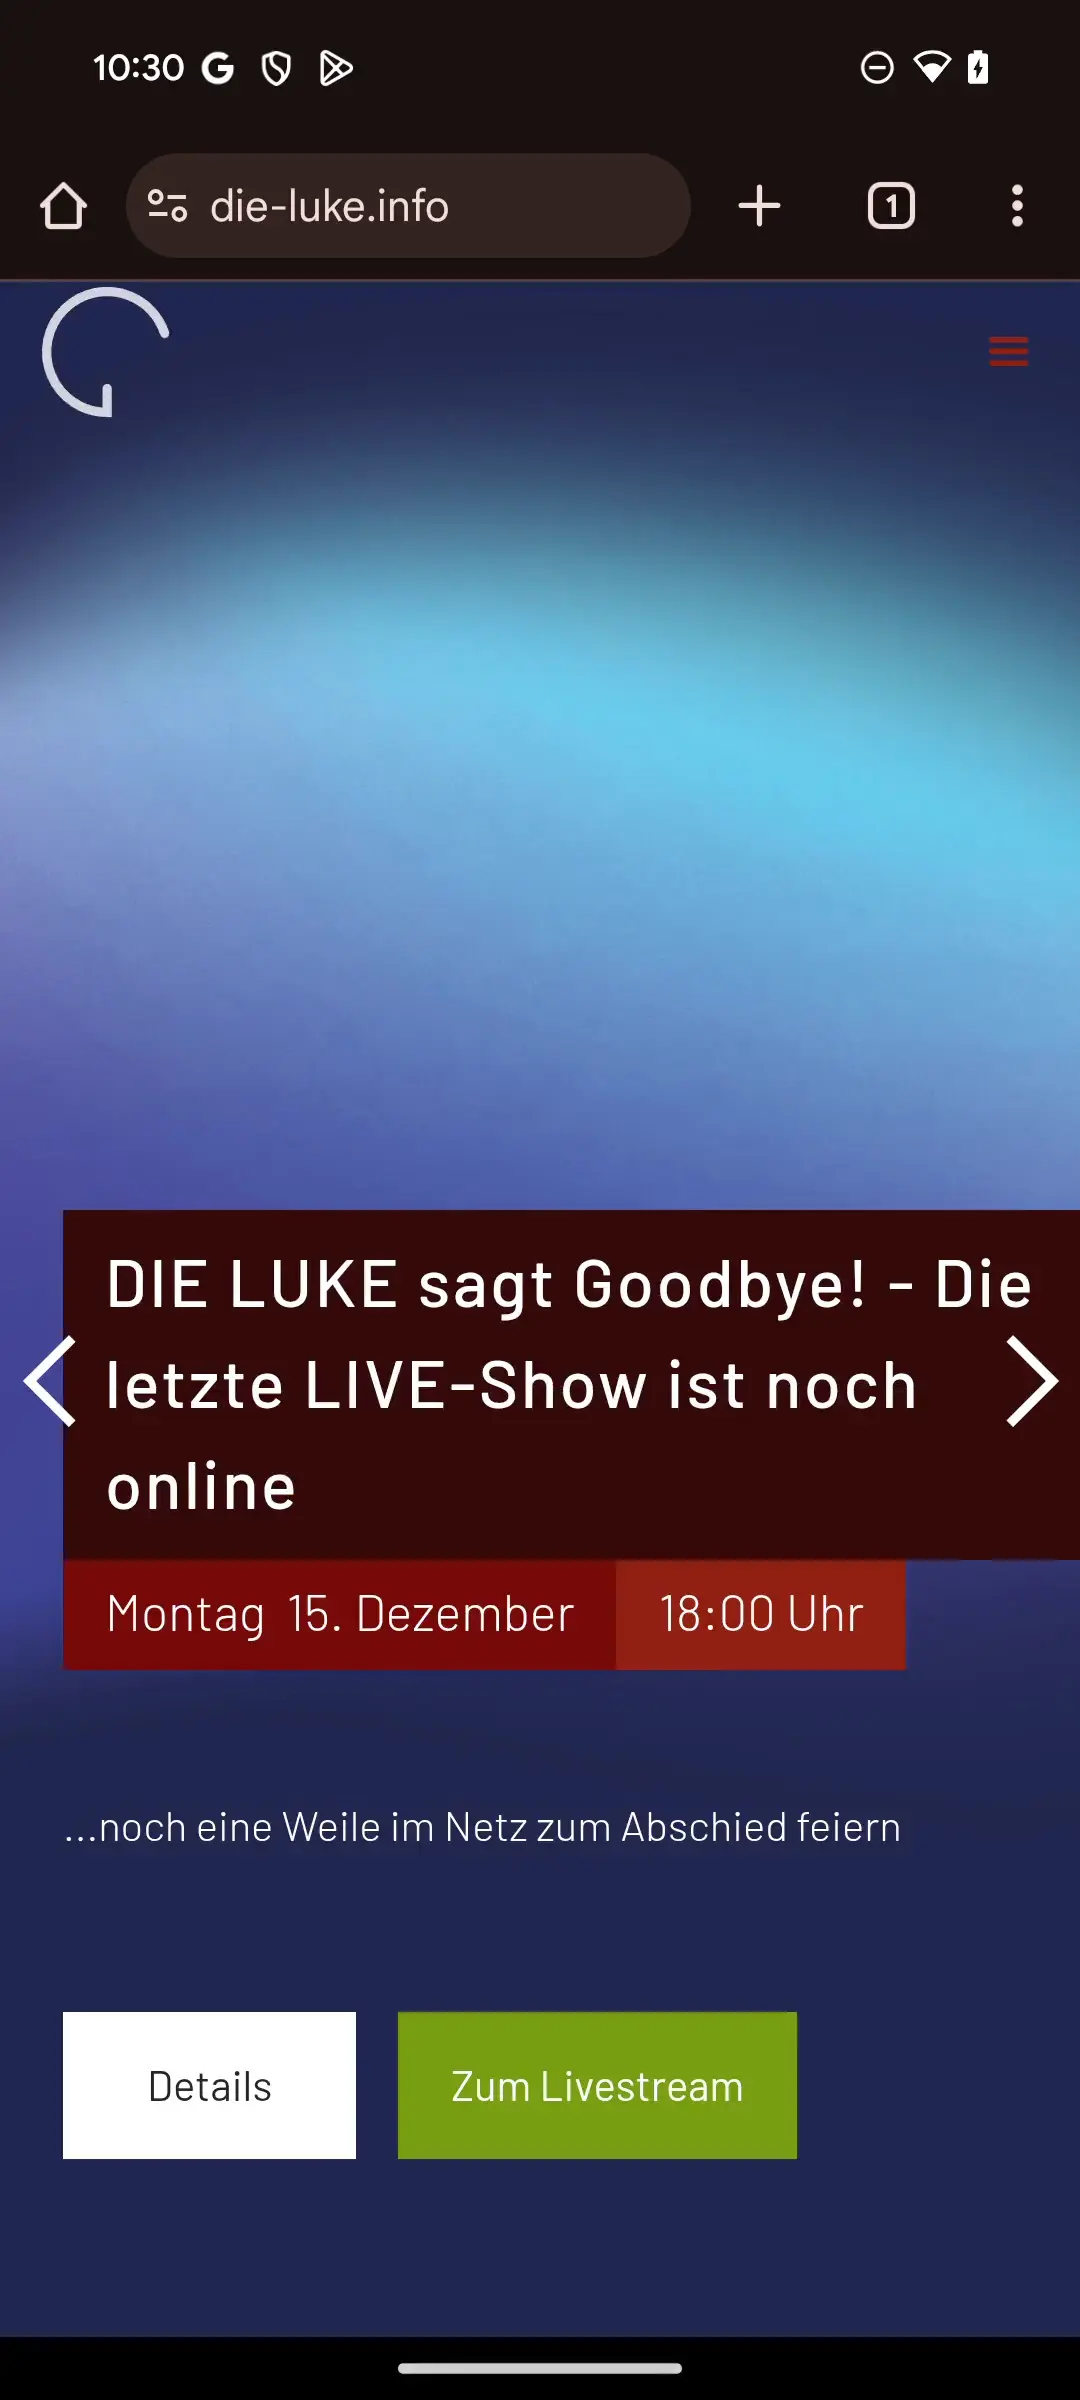 10:30
die-luke.info
1
DIE LUKE sagt Goodbye! - Die
letzte LIVE-Show ist noch
online
Montag 15. Dezember
18:00 Uhr
...noch eine Weile im Netz zum Abschied feiern
Details
Zum Livestream